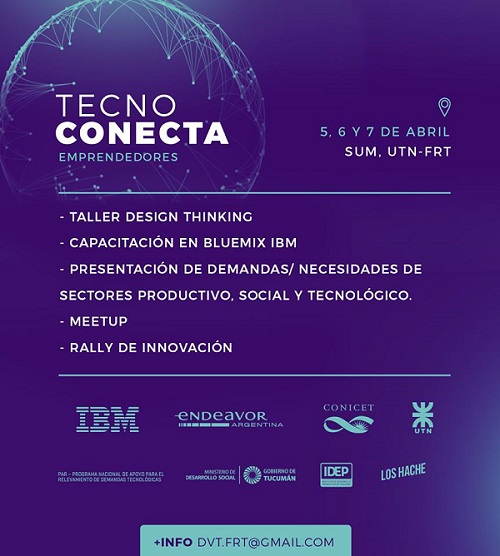 TECNO
CONECTA
EMPRENDEDORES
5, 6 Y 7 DE ABRIL
SUM, UTN-FRT
- TALLER DESIGN THINKING
- CAPACITACIÓN EN BLUEMIX IBM
- PRESENTACIÓN DE DEMANDAS/ NECESIDADES DE
SECTORES PRODUCTIVO, SOCIAL Y TECNOLÓGICO.
- MEETUP
- RALLY DE INNOVACIÓN
IBM
enDeavor
ARGENTINA
CONICET
UTN
PAR - PROGRAMA NACIONAL DE APOYO PARA EL
RELEVAMIENTO DE DEMANDAS TECNOLÓGICAS
MINISTERIO DE
DESARROLLO SOCIAL
GOBIERNO DE
TUCUMÁN
IDEP
LOS HACHE
+INFO DVT.FRT@GMAIL.COM